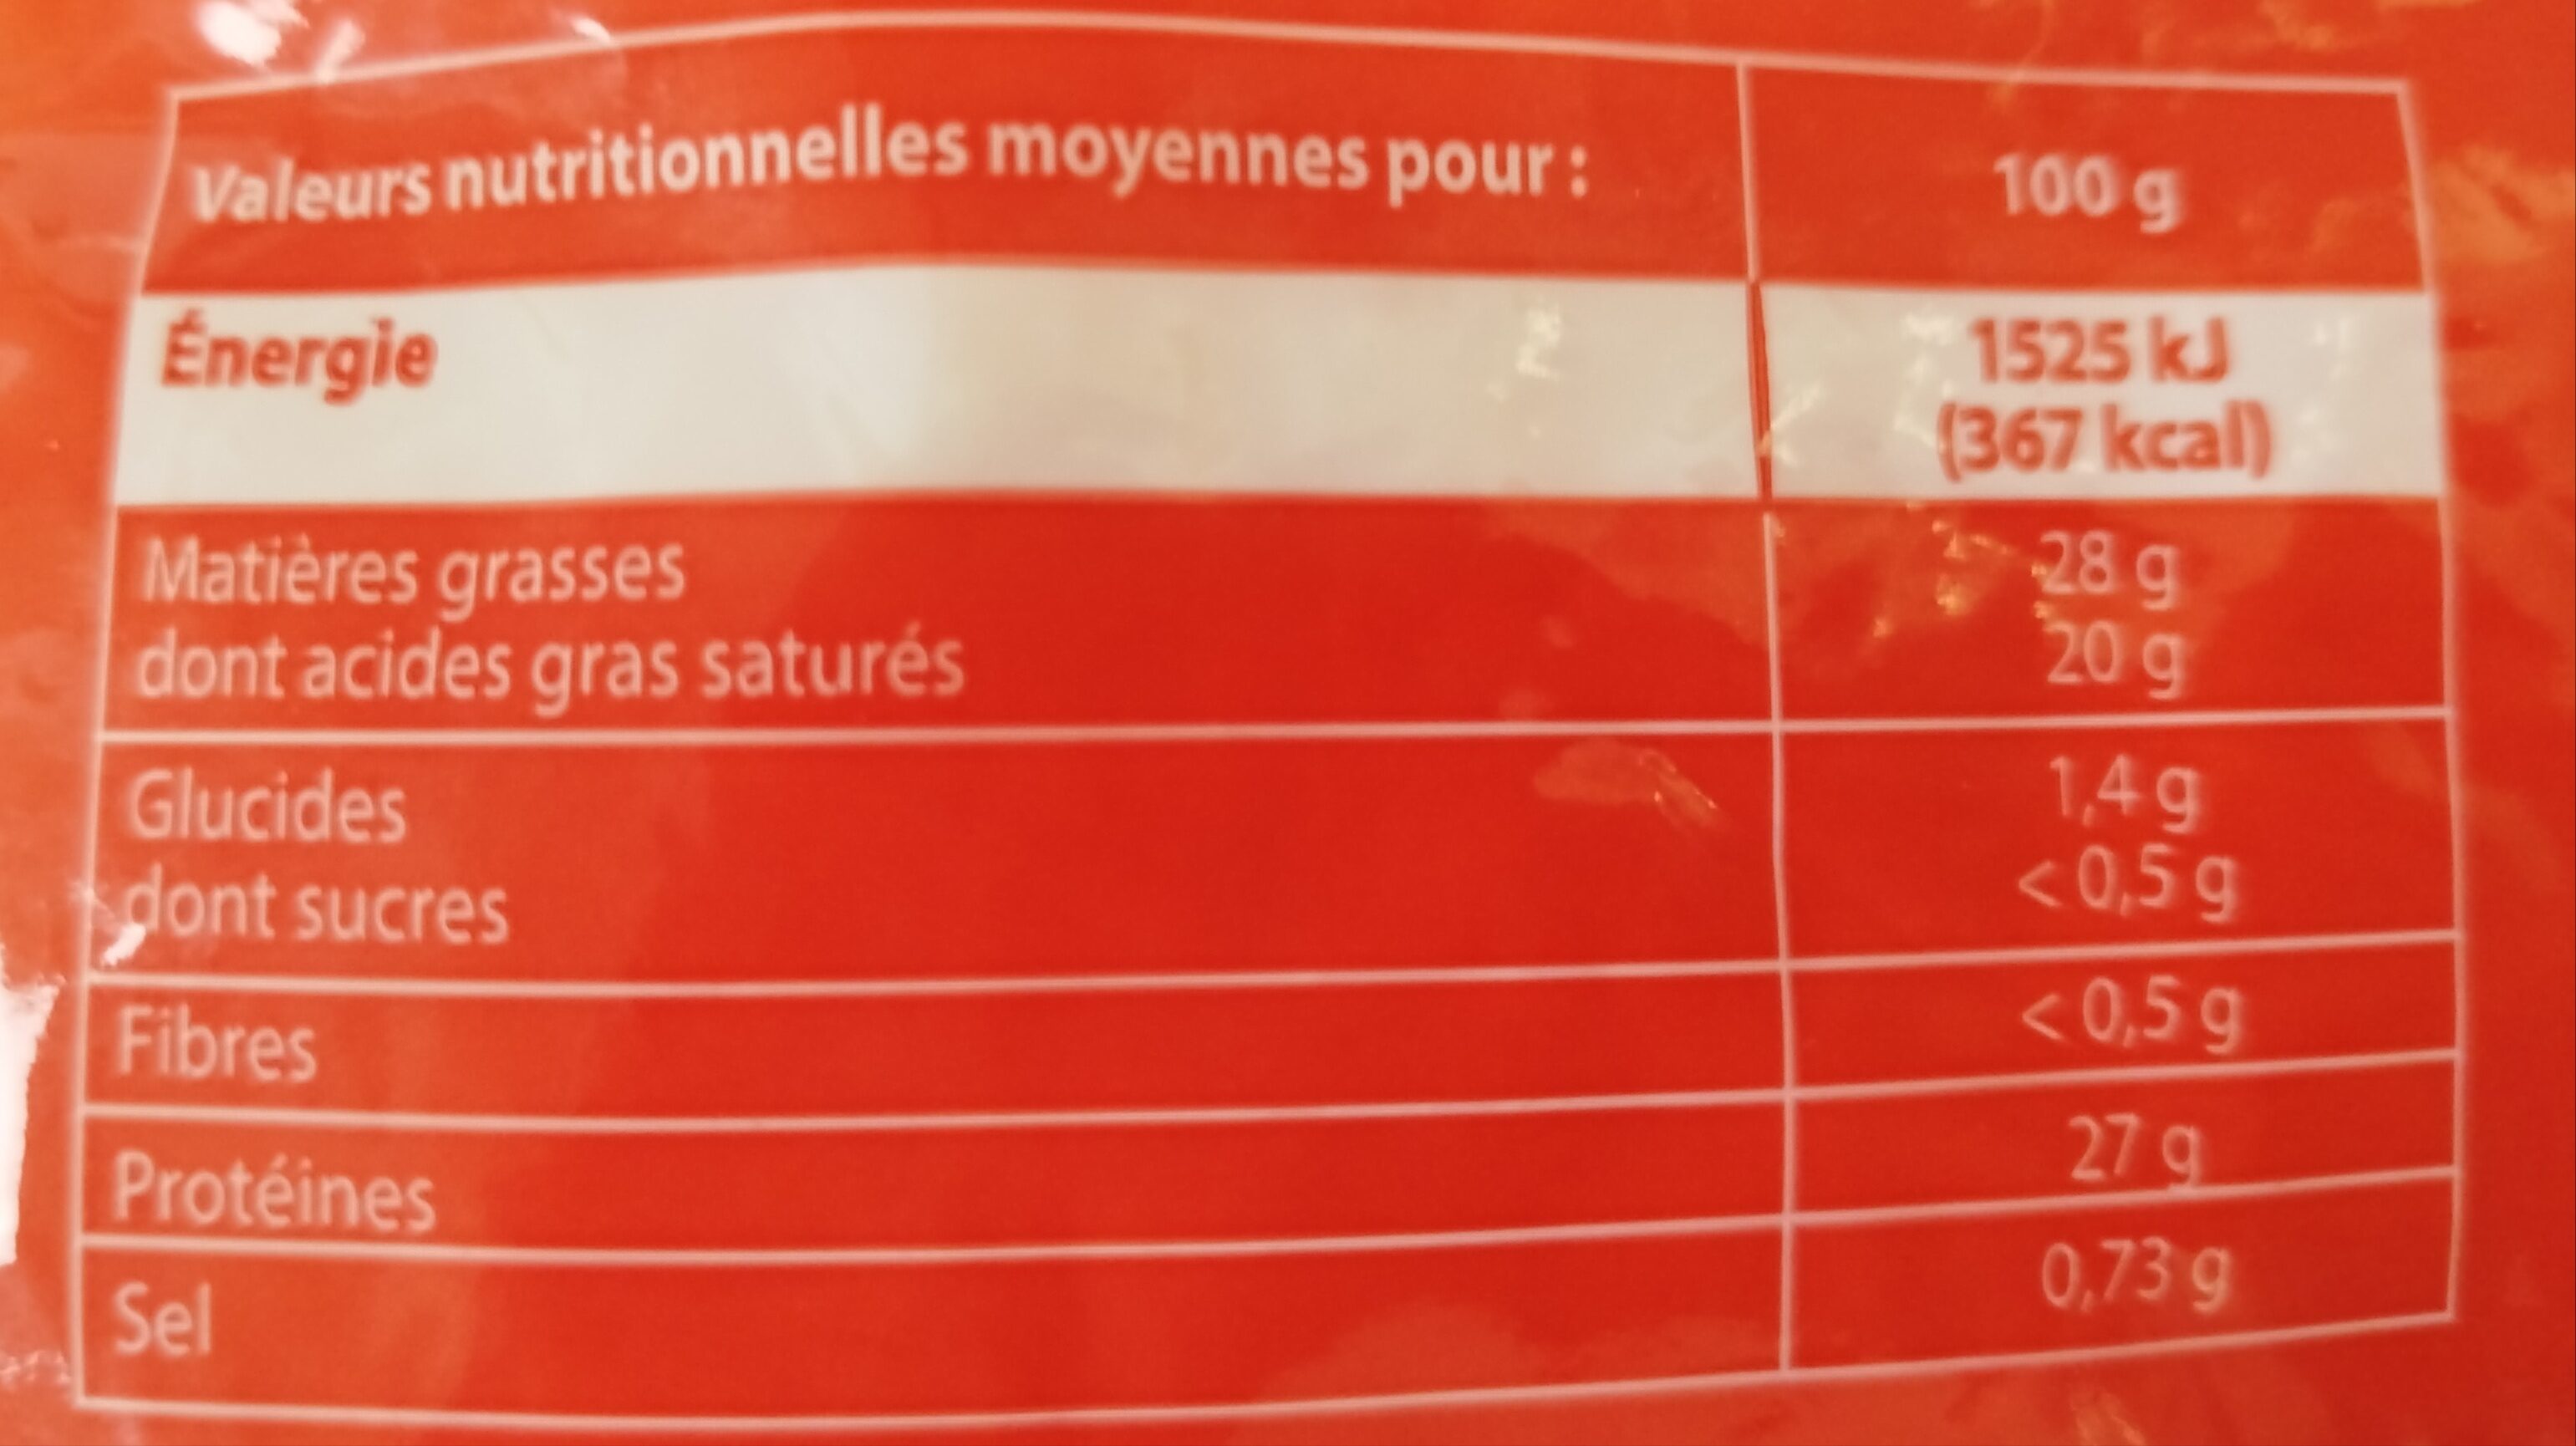 Valeurs nutritionnelles moyennes pour : 100 g
Énergie 1525 kJ
(367 kcal)
Matières grasses 28 g
dont acides gras saturés 20 g
Glucides 1,4 g
dont sucres < 0,5 g
Fibres < 0,5 g
Protéines 27 g
Sel 0,73 g